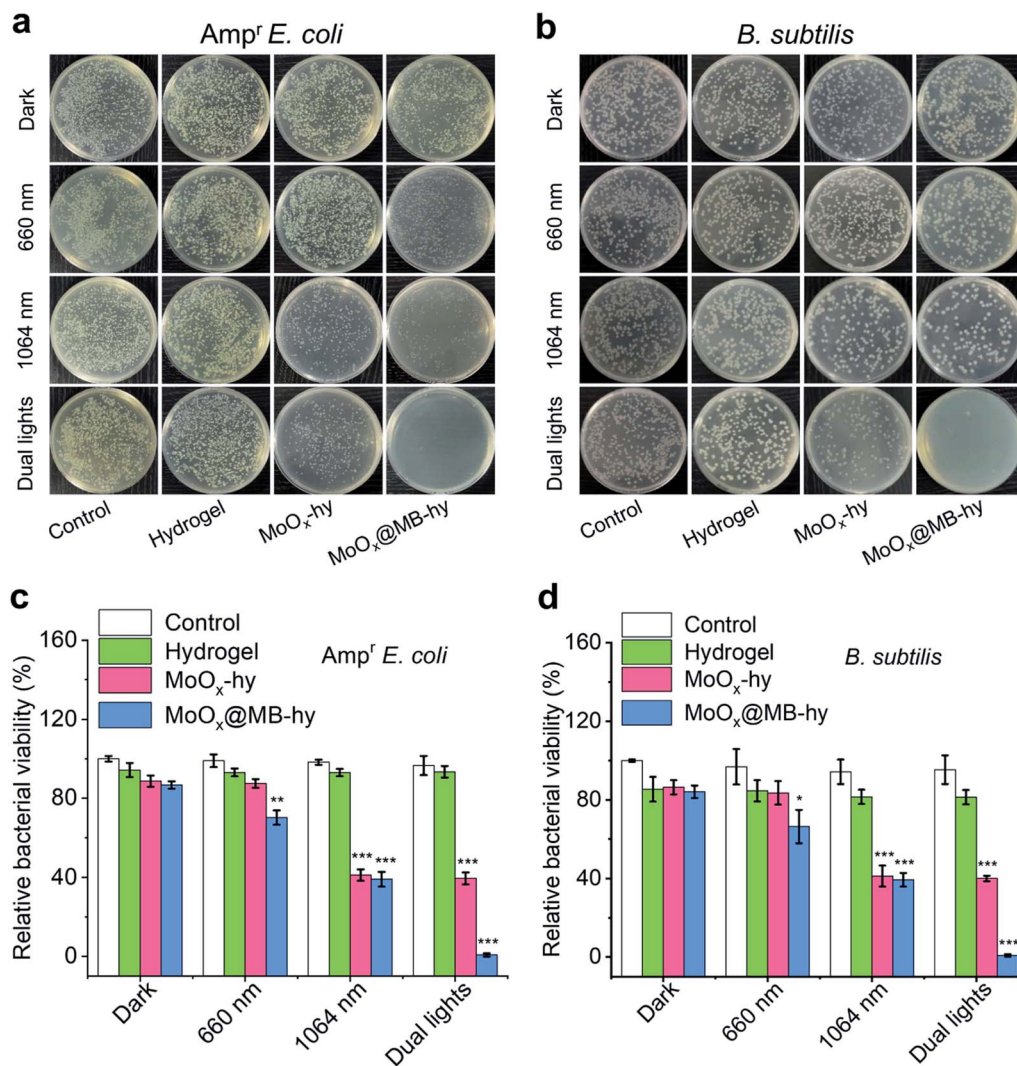 a
Ampʳ E. coli
Dark
660 nm
1064 nm
Dual lights
Control
Hydrogel
MoOₓ-hy
MoOₓ@MB-hy
b
B. subtilis
Dark
660 nm
1064 nm
Dual lights
Control
Hydrogel
MoOₓ-hy
MoOₓ@MB-hy
c
Relative bacterial viability (%)
160
120
80
40
0
Control
Hydrogel
MoOₓ-hy
MoOₓ@MB-hy
Ampʳ E. coli
**
***
***
***
***
Dark
660 nm
1064 nm
Dual lights
d
Relative bacterial viability (%)
160
120
80
40
0
Control
Hydrogel
MoOₓ-hy
MoOₓ@MB-hy
B. subtilis
*
***
***
***
***
Dark
660 nm
1064 nm
Dual lights